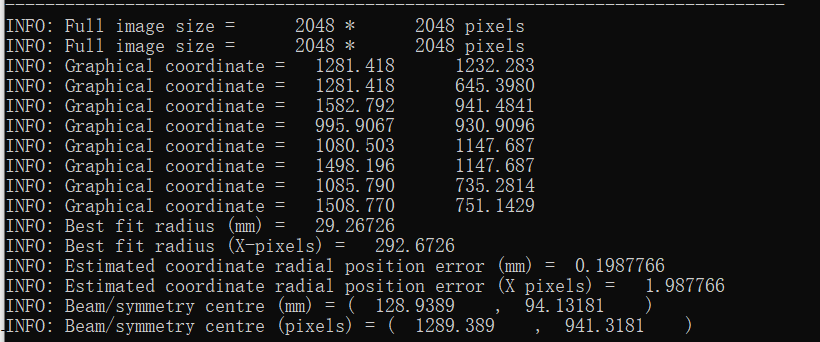 --------------------------------------------------------------------------------
INFO: Full image size =      2048 *      2048 pixels
INFO: Full image size =      2048 *      2048 pixels
INFO: Graphical coordinate =   1281.418      1232.283
INFO: Graphical coordinate =   1281.418      645.3980
INFO: Graphical coordinate =   1582.792      941.4841
INFO: Graphical coordinate =   995.9067      930.9096
INFO: Graphical coordinate =   1080.503      1147.687
INFO: Graphical coordinate =   1498.196      1147.687
INFO: Graphical coordinate =   1085.790      735.2814
INFO: Graphical coordinate =   1508.770      751.1429
INFO: Best fit radius (mm) =   29.26726
INFO: Best fit radius (X-pixels) =   292.6726
INFO: Estimated coordinate radial position error (mm) =  0.1987766
INFO: Estimated coordinate radial position error (X pixels) =   1.987766
INFO: Beam/symmetry centre (mm) = (  128.9389    ,  94.13181    )
INFO: Beam/symmetry centre (pixels) = (  1289.389    ,  941.3181    )